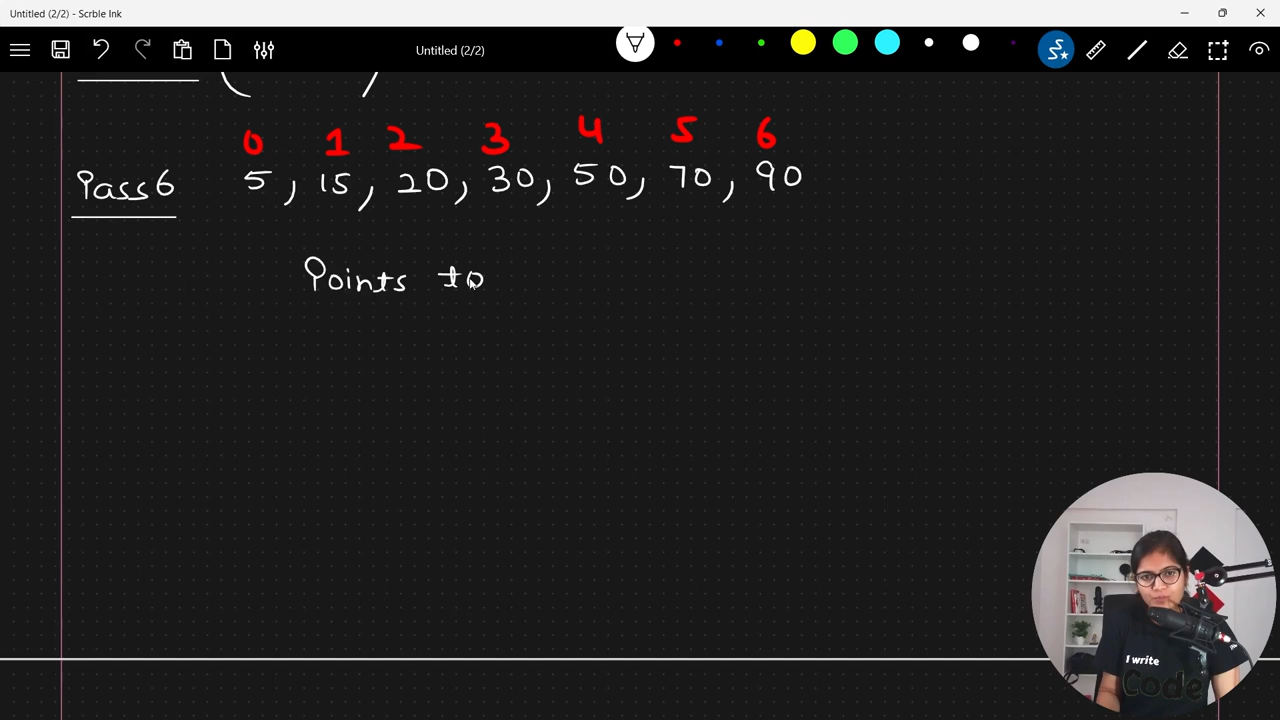 Untitled (2/2) - Scrble Ink
Untitled (2/2)
0 1 2 3 4 5 6
Pass6 5, 15, 20, 30, 50, 70, 90
Points to
I write
Code